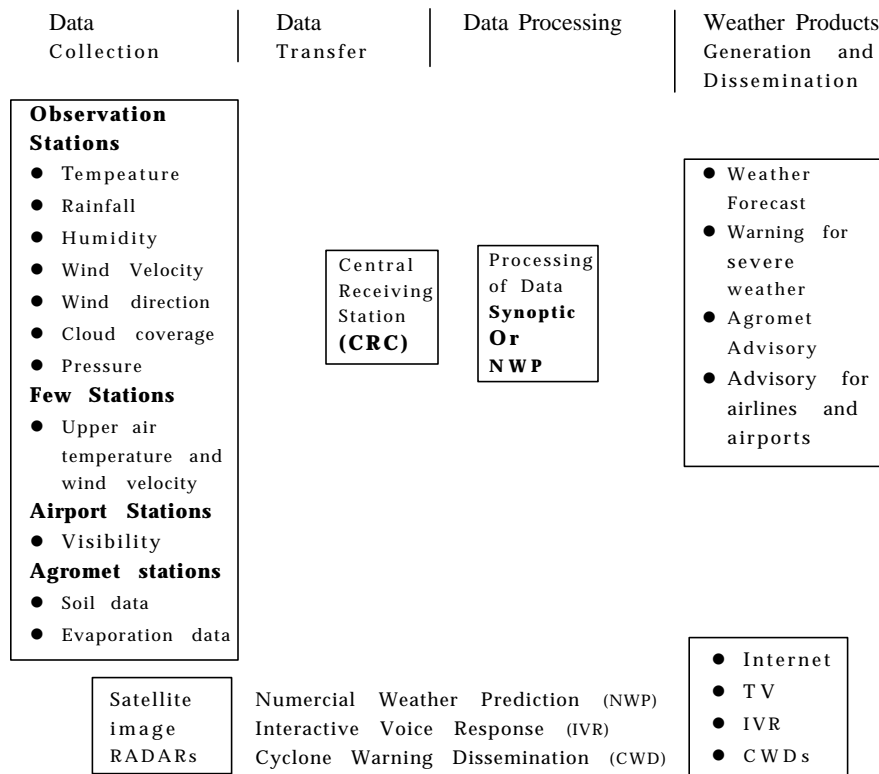 Data
Collection
Data
Transfer
Data Processing
Weather Products
Generation and
Dissemination
Observation
Stations
● Tempeature
● Rainfall
● Humidity
● Wind Velocity
● Wind direction
● Cloud coverage
● Pressure
Few Stations
● Upper air
temperature and
wind velocity
Airport Stations
● Visibility
Agromet stations
● Soil data
● Evaporation data
Central
Receiving
Station
(CRC)
Processing
of Data
Synoptic
Or
NWP
● Weather
Forecast
● Warning for
severe
weather
● Agromet
Advisory
● Advisory for
airlines and
airports
Satellite
image
RADARs
Numercial Weather Prediction (NWP)
Interactive Voice Response (IVR)
Cyclone Warning Dissemination (CWD)
● Internet
● TV
● IVR
● CWDs